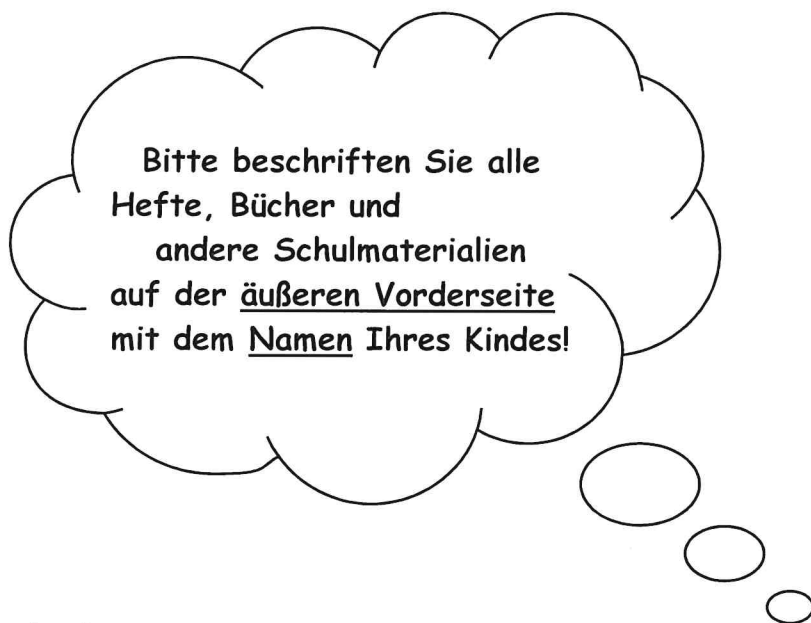 Bitte beschriften Sie alle
Hefte, Bücher und
andere Schulmaterialien
auf der äußeren Vorderseite
mit dem Namen Ihres Kindes!